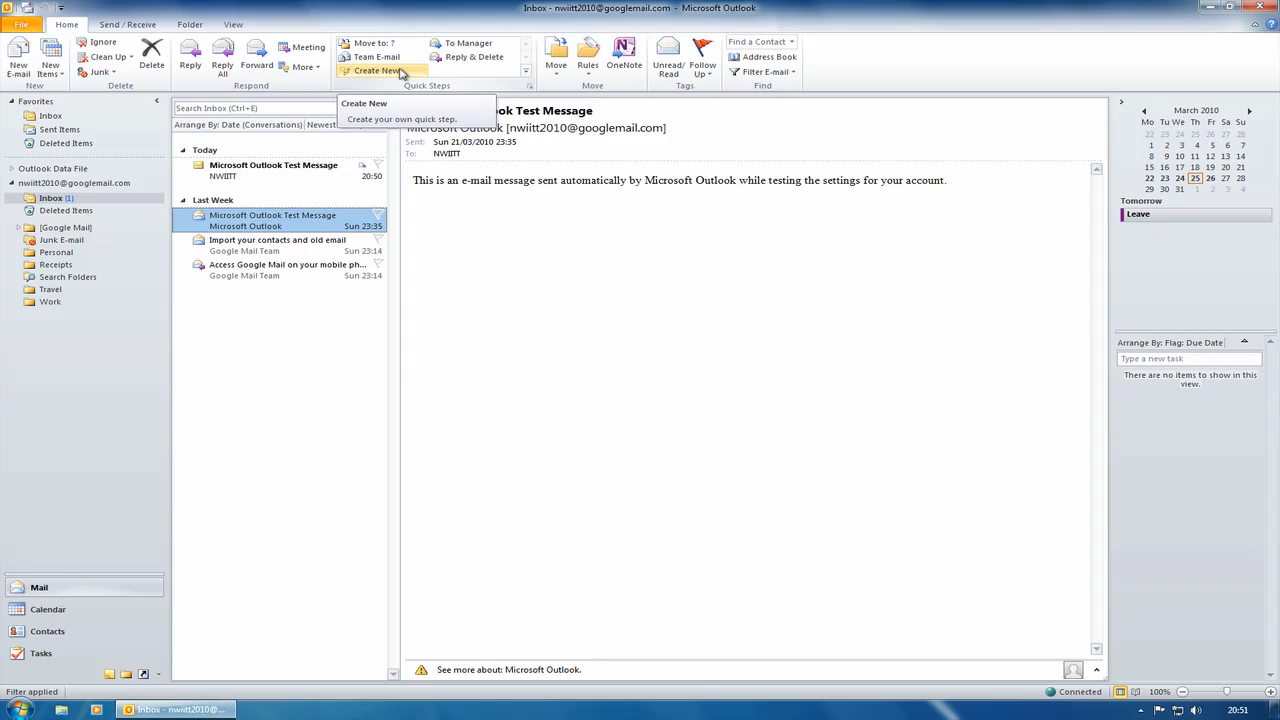 Inbox - nwiitt2010@googlemail.com - Microsoft Outlook
File Home Send / Receive Folder View
New E-mail
New Items
New
Ignore
Clean Up
Junk
Delete
Delete
Reply
Reply All
Forward
Meeting
More
Respond
Move to: ?
Team E-mail
Create New
To Manager
Reply & Delete
Quick Steps
Move
Rules
OneNote
Move
Unread/ Read
Follow Up
Tags
Find a Contact
Address Book
Filter E-mail
Find
Create New
Create your own quick step.
Favorites
Inbox
Sent Items
Deleted Items
Outlook Data File
nwiitt2010@googlemail.com
Inbox (1)
Deleted Items
[Google Mail]
Junk E-mail
Personal
Receipts
Search Folders
Travel
Work
Mail
Calendar
Contacts
Tasks
Search Inbox (Ctrl+E)
Arrange By: Date (Conversations) Newest
Today
Microsoft Outlook Test Message
NWIITT 20:50
Last Week
Microsoft Outlook Test Message
Microsoft Outlook Sun 23:35
Import your contacts and old email
Google Mail Team Sun 23:14
Access Google Mail on your mobile ph...
Google Mail Team Sun 23:14
ook Test Message
Microsoft Outlook [nwiitt2010@googlemail.com]
Sent: Sun 21/03/2010 23:35
To: NWIITT
This is an e-mail message sent automatically by Microsoft Outlook while testing the settings for your account.
See more about: Microsoft Outlook.
March 2010
Mo Tu We Th Fr Sa Su
22 23 24 25 26 27 28
1 2 3 4 5 6 7
8 9 10 11 12 13 14
15 16 17 18 19 20 21
22 23 24 25 26 27 28
29 30 31 1 2 3 4
Tomorrow
Leave
Arrange By: Flag: Due Date
Type a new task
There are no items to show in this
view.
Filter applied
Connected 100%
Inbox - nwiitt2010@...
20:51